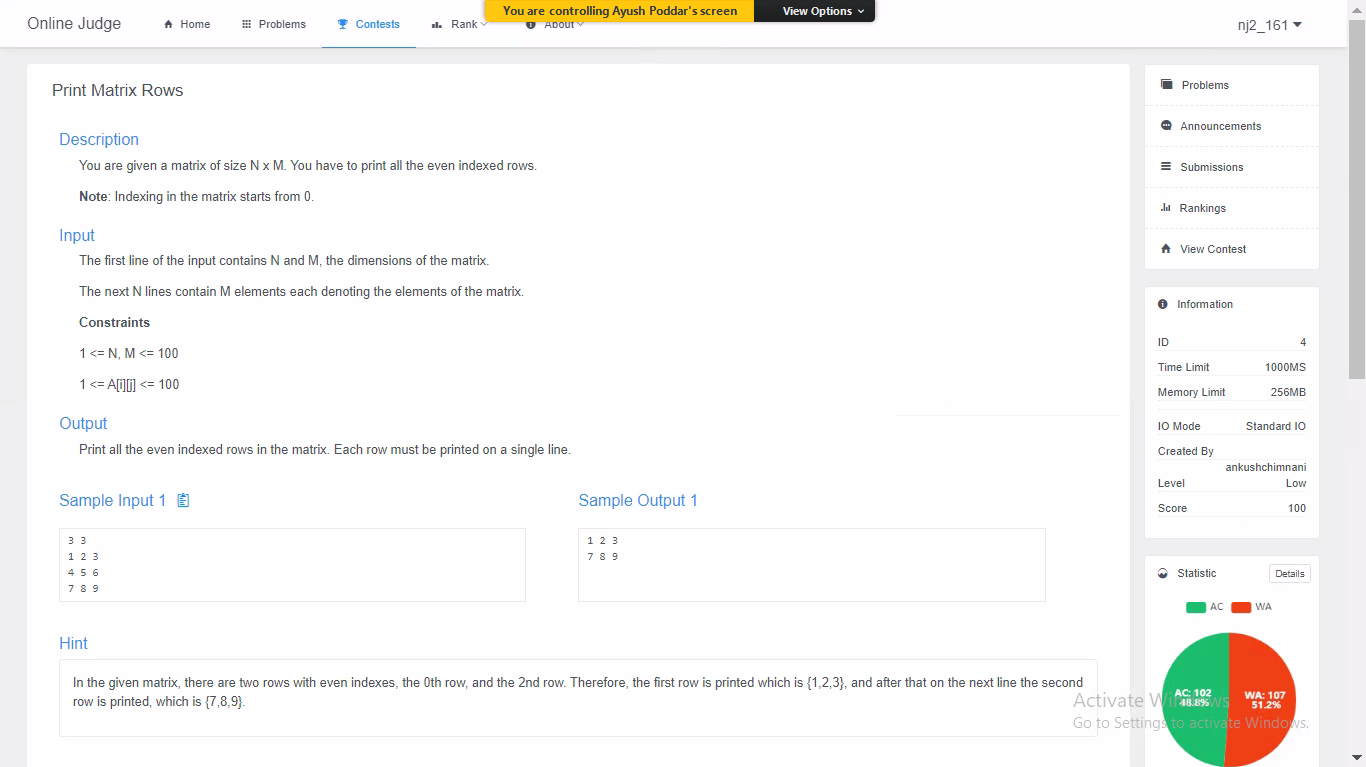 You are controlling Ayush Poddar's screen
View Options
Online Judge
Home
Problems
Contests
Rank
About
nj2_161
Print Matrix Rows
Description
You are given a matrix of size N x M. You have to print all the even indexed rows.
Note: Indexing in the matrix starts from 0.
Input
The first line of the input contains N and M, the dimensions of the matrix.
The next N lines contain M elements each denoting the elements of the matrix.
Constraints
1 <= N, M <= 100
1 <= A[i][j] <= 100
Output
Print all the even indexed rows in the matrix. Each row must be printed on a single line.
Sample Input 1
3 3
1 2 3
4 5 6
7 8 9
Sample Output 1
1 2 3
7 8 9
Hint
In the given matrix, there are two rows with even indexes, the 0th row, and the 2nd row. Therefore, the first row is printed which is {1,2,3}, and after that on the next line the second
row is printed, which is {7,8,9}.
Problems
Announcements
Submissions
Rankings
View Contest
Information
ID 4
Time Limit 1000MS
Memory Limit 256MB
IO Mode Standard IO
Created By
ankushchimnani
Level Low
Score 100
Statistic Details
AC WA
AC: 102
48.8%
WA: 107
51.2%
Activate Windows
Go to Settings to activate Windows.